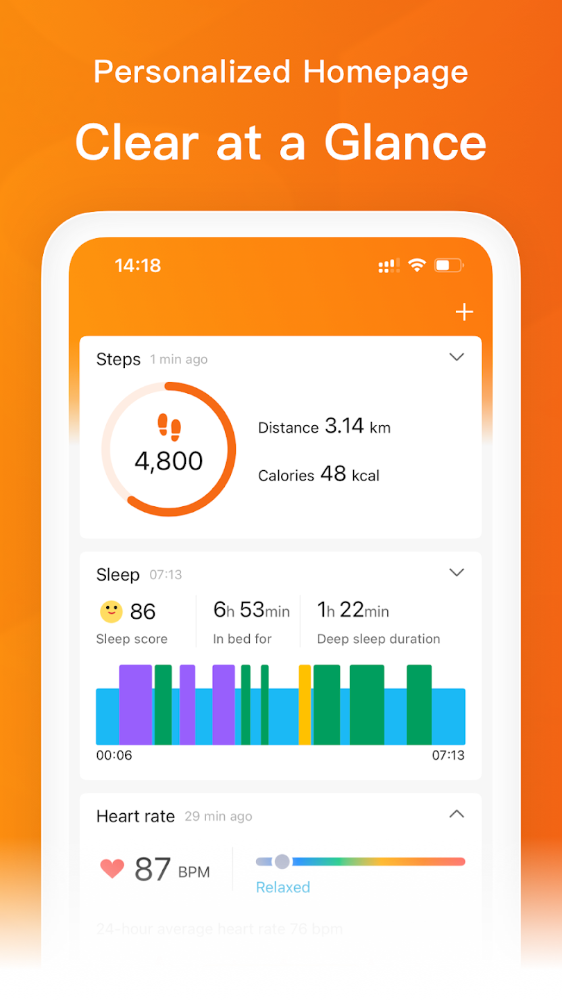 Personalized Homepage
Clear at a Glance
14:18
Steps 1 min ago
4,800
Distance 3.14 km
Calories 48 kcal
Sleep 07:13
86
6h 53min
1h 22min
Sleep score
In bed for
Deep sleep duration
00:06
07:13
Heart rate 29 min ago
87 BPM
Relaxed
24-hour average heart rate 76 bpm